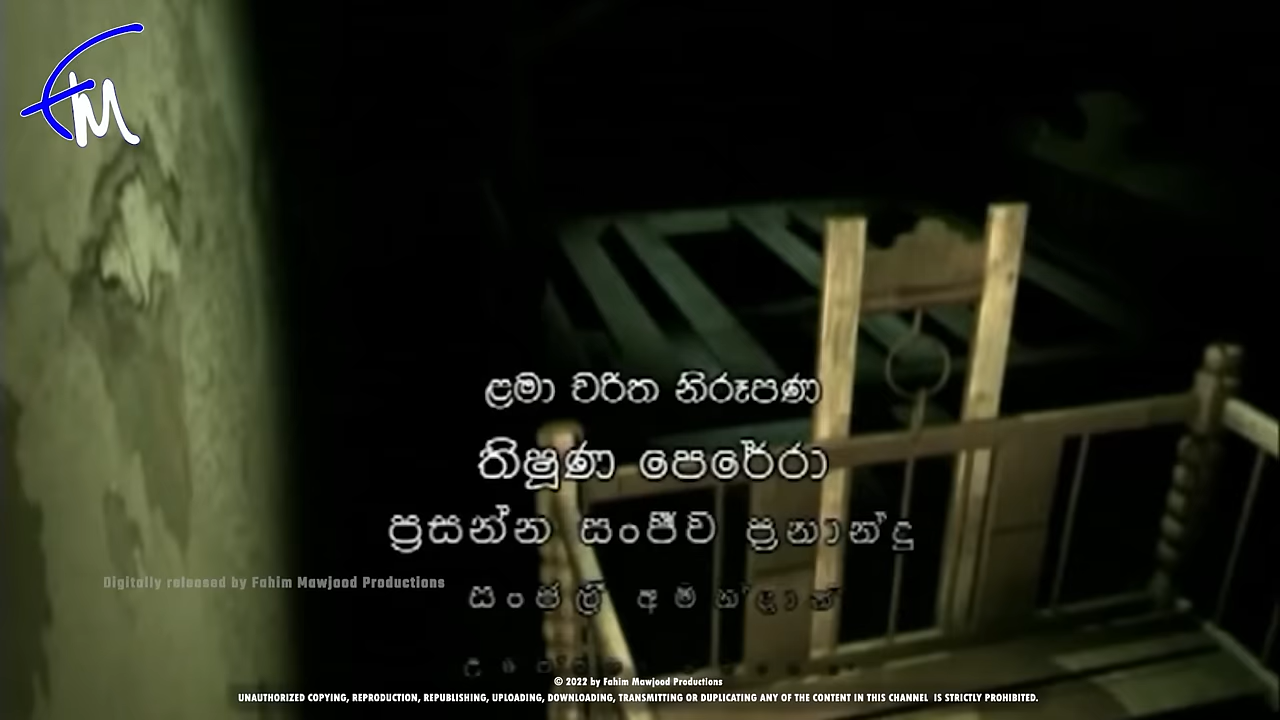 FM
ළමා චරිත නිරූපණ
තිෂූණ පෙරේරා
ප්‍රසන්න සංජීව ප්‍රනාන්දු
Digitally released by Fahim Mawjood Productions
© 2022 by Fahim Mawjood Productions
UNAUTHORIZED COPYING, REPRODUCTION, REPUBLISHING, UPLOADING, DOWNLOADING, TRANSMITTING OR DUPLICATING ANY OF THE CONTENT IN THIS CHANNEL IS STRICTLY PROHIBITED.